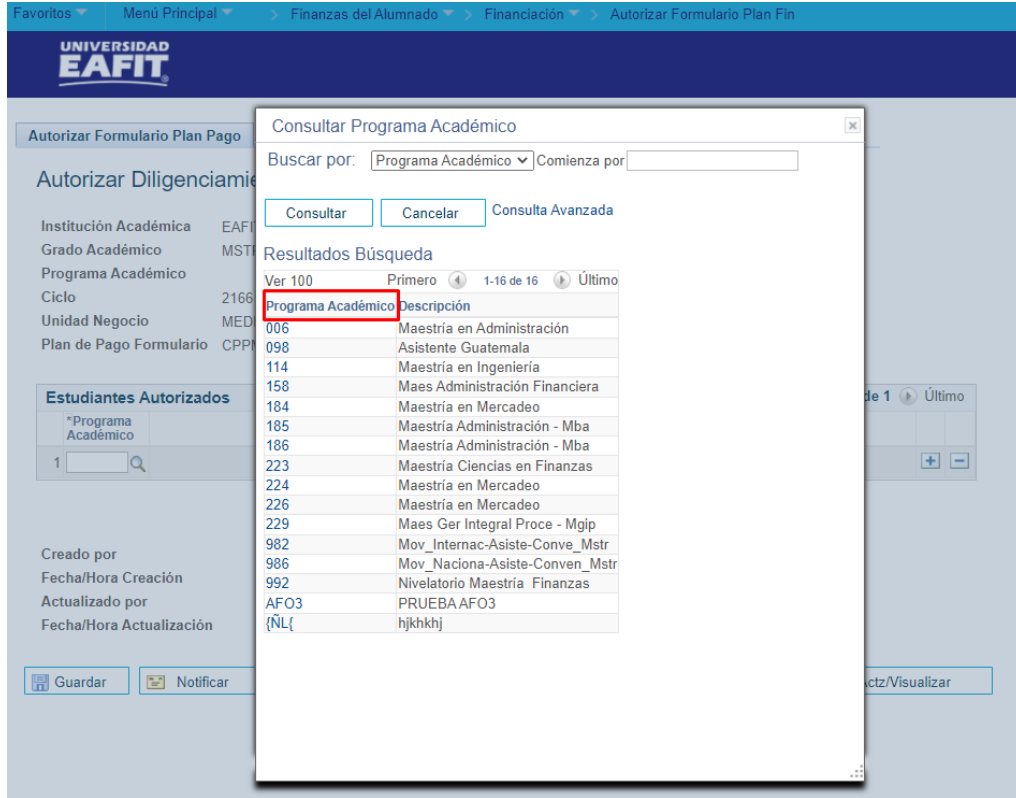 Favoritos Menú Principal > Finanzas del Alumnado > Financiación > Autorizar Formulario Plan Fin
UNIVERSIDAD
EAFIT
Autorizar Formulario Plan Pago
Autorizar
Institución Académica
Grado Académico
Programa Académico
Ciclo 2166
Unidad Negocio
Plan de Pago Formulario
Estudiantes Autorizados de 1 Último
*Programa
Académico
1
Creado por
Fecha/Hora Creación
Actualizado por
Fecha/Hora Actualización
Guardar Notificar
Consultar Programa Académico
Buscar por: Programa Académico Comienza por
Consultar Cancelar Consulta Avanzada
Resultados Búsqueda
Ver 100 Primero 1-16 de 16 Último
Programa Académico Descripción
006 Maestría en Administración
098 Asistente Guatemala
114 Maestría en Ingeniería
158 Maes Administración Financiera
184 Maestría en Mercadeo
185 Maestría Administración - Mba
186 Maestría Administración - Mba
223 Maestría Ciencias en Finanzas
224 Maestría en Mercadeo
226 Maestría en Mercadeo
229 Maes Ger Integral Proce - Mgip
982 Mov_Internac-Asiste-Conve_Mstr
986 Mov_Naciona-Asiste-Conven_Mstr
992 Nivelatorio Maestría Finanzas
AFO3 PRUEBA AFO3
{ÑL{ hjkhkhj